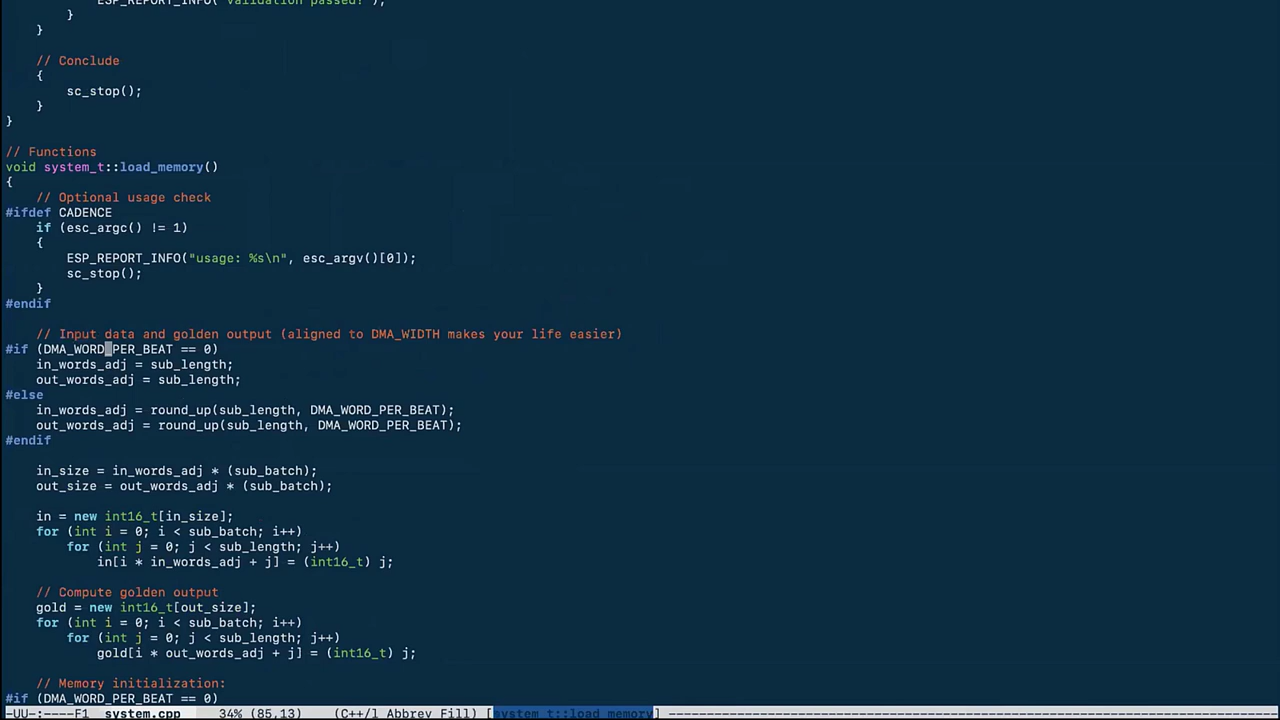 ESP_REPORT_INFO("validation passed!");
}
}
// Conclude
{
sc_stop();
}
}
// Functions
void system_t::load_memory()
{
// Optional usage check
#ifdef CADENCE
if (esc_argc() != 1)
{
ESP_REPORT_INFO("usage: %s\n", esc_argv()[0]);
sc_stop();
}
#endif
// Input data and golden output (aligned to DMA_WIDTH makes your life easier)
#if (DMA_WORD_PER_BEAT == 0)
in_words_adj = sub_length;
out_words_adj = sub_length;
#else
in_words_adj = round_up(sub_length, DMA_WORD_PER_BEAT);
out_words_adj = round_up(sub_length, DMA_WORD_PER_BEAT);
#endif
in_size = in_words_adj * (sub_batch);
out_size = out_words_adj * (sub_batch);
in = new int16_t[in_size];
for (int i = 0; i < sub_batch; i++)
for (int j = 0; j < sub_length; j++)
in[i * in_words_adj + j] = (int16_t) j;
// Compute golden output
gold = new int16_t[out_size];
for (int i = 0; i < sub_batch; i++)
for (int j = 0; j < sub_length; j++)
gold[i * out_words_adj + j] = (int16_t) j;
// Memory initialization:
#if (DMA_WORD_PER_BEAT == 0)
-UU-:----F1 system.cpp 34% (85,13) (C++/l Abbrev Fill) [system_t::load_memory]